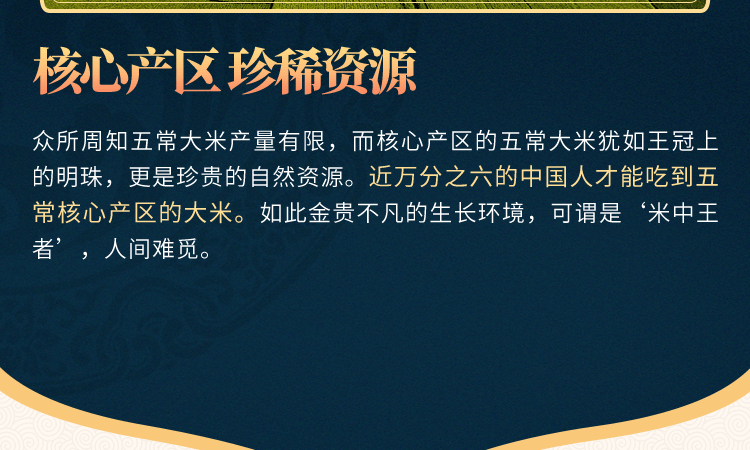 核心产区 珍稀资源
众所周知五常大米产量有限，而核心产区的五常大米犹如王冠上
的明珠，更是珍贵的自然资源。近万分之六的中国人才能吃到五
常核心产区的大米。如此金贵不凡的生长环境，可谓是‘米中王
者’，人间难觅。